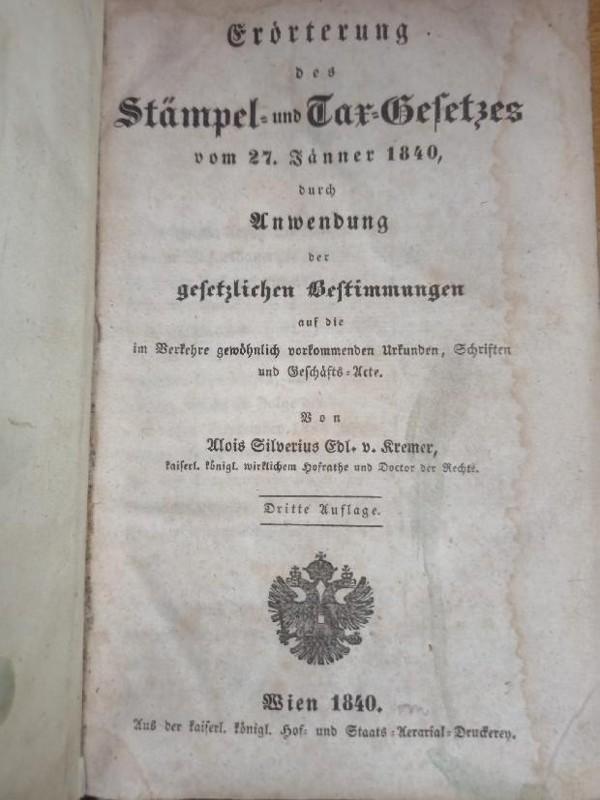 Erörterung
des
Stämpel- und Tax-Gesetzes
vom 27. Jänner 1840,
durch
Anwendung
der
gesetzlichen Bestimmungen
auf die
im Verkehre gewöhnlich vorkommenden Urkunden, Schriften
und Geschäfts-Acte.
Von
Alois Silverius Edl. v. Kremer,
kaiserl. königl. wirklichem Hofrathe und Doctor der Rechte.
Dritte Auflage.
Wien 1840.
Aus der kaiserl. königl. Hof- und Staats-Aerarial-Druckerey.